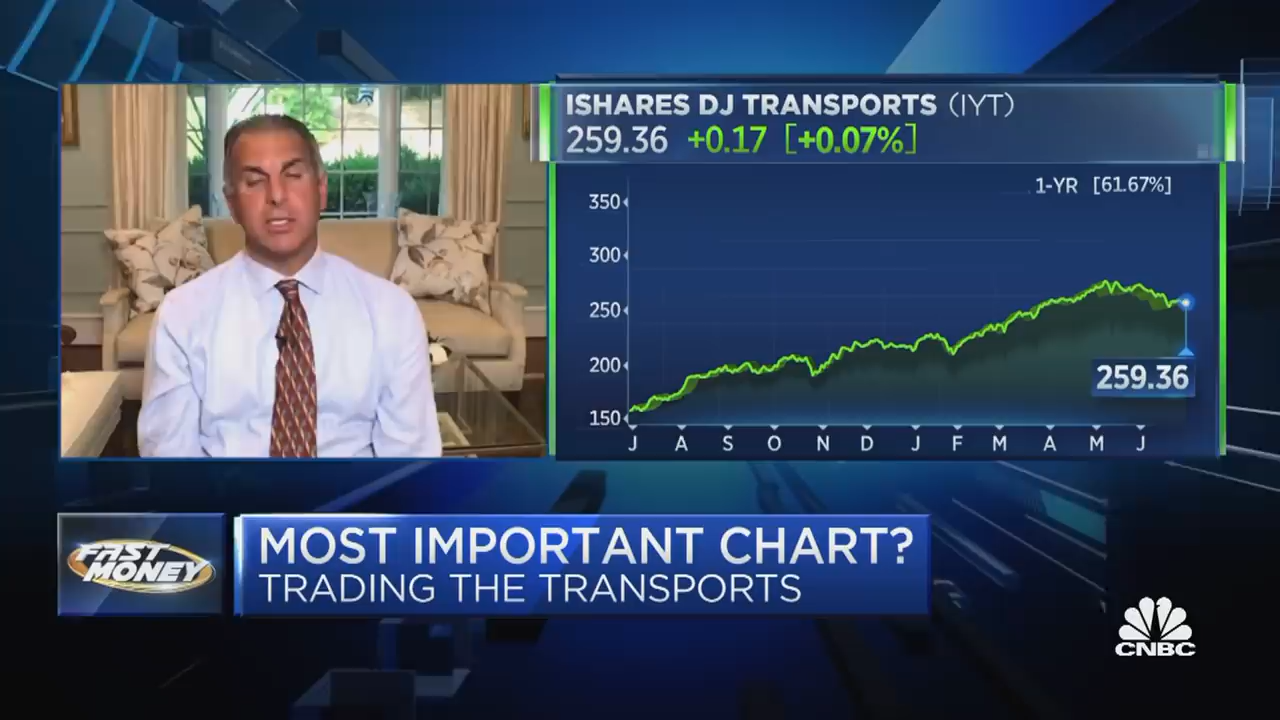 ISHARES DJ TRANSPORTS (IYT)
259.36 +0.17 [+0.07%]
1-YR [61.67%]
350
300
250
200
150
259.36
J A S O N D J F M A M J
FAST
MONEY
MOST IMPORTANT CHART?
TRADING THE TRANSPORTS
CNBC